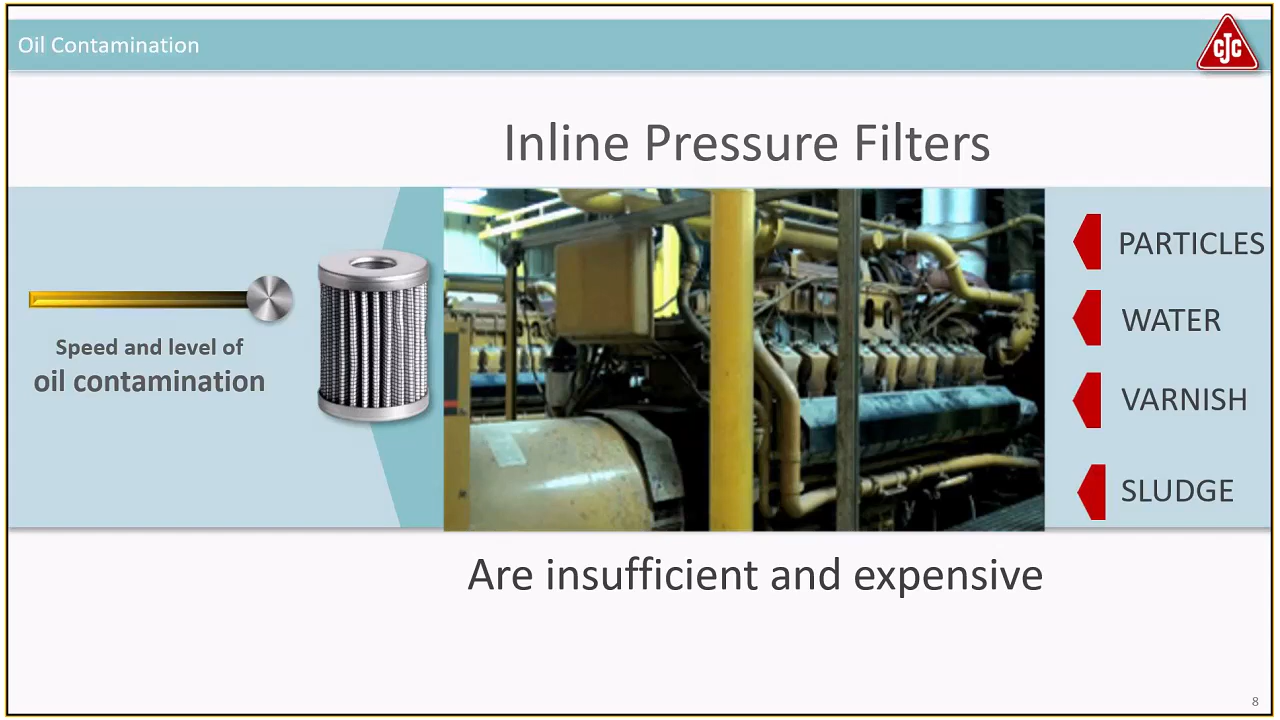 Oil Contamination
CJC
Inline Pressure Filters
Speed and level of
oil contamination
PARTICLES
WATER
VARNISH
SLUDGE
Are insufficient and expensive
8